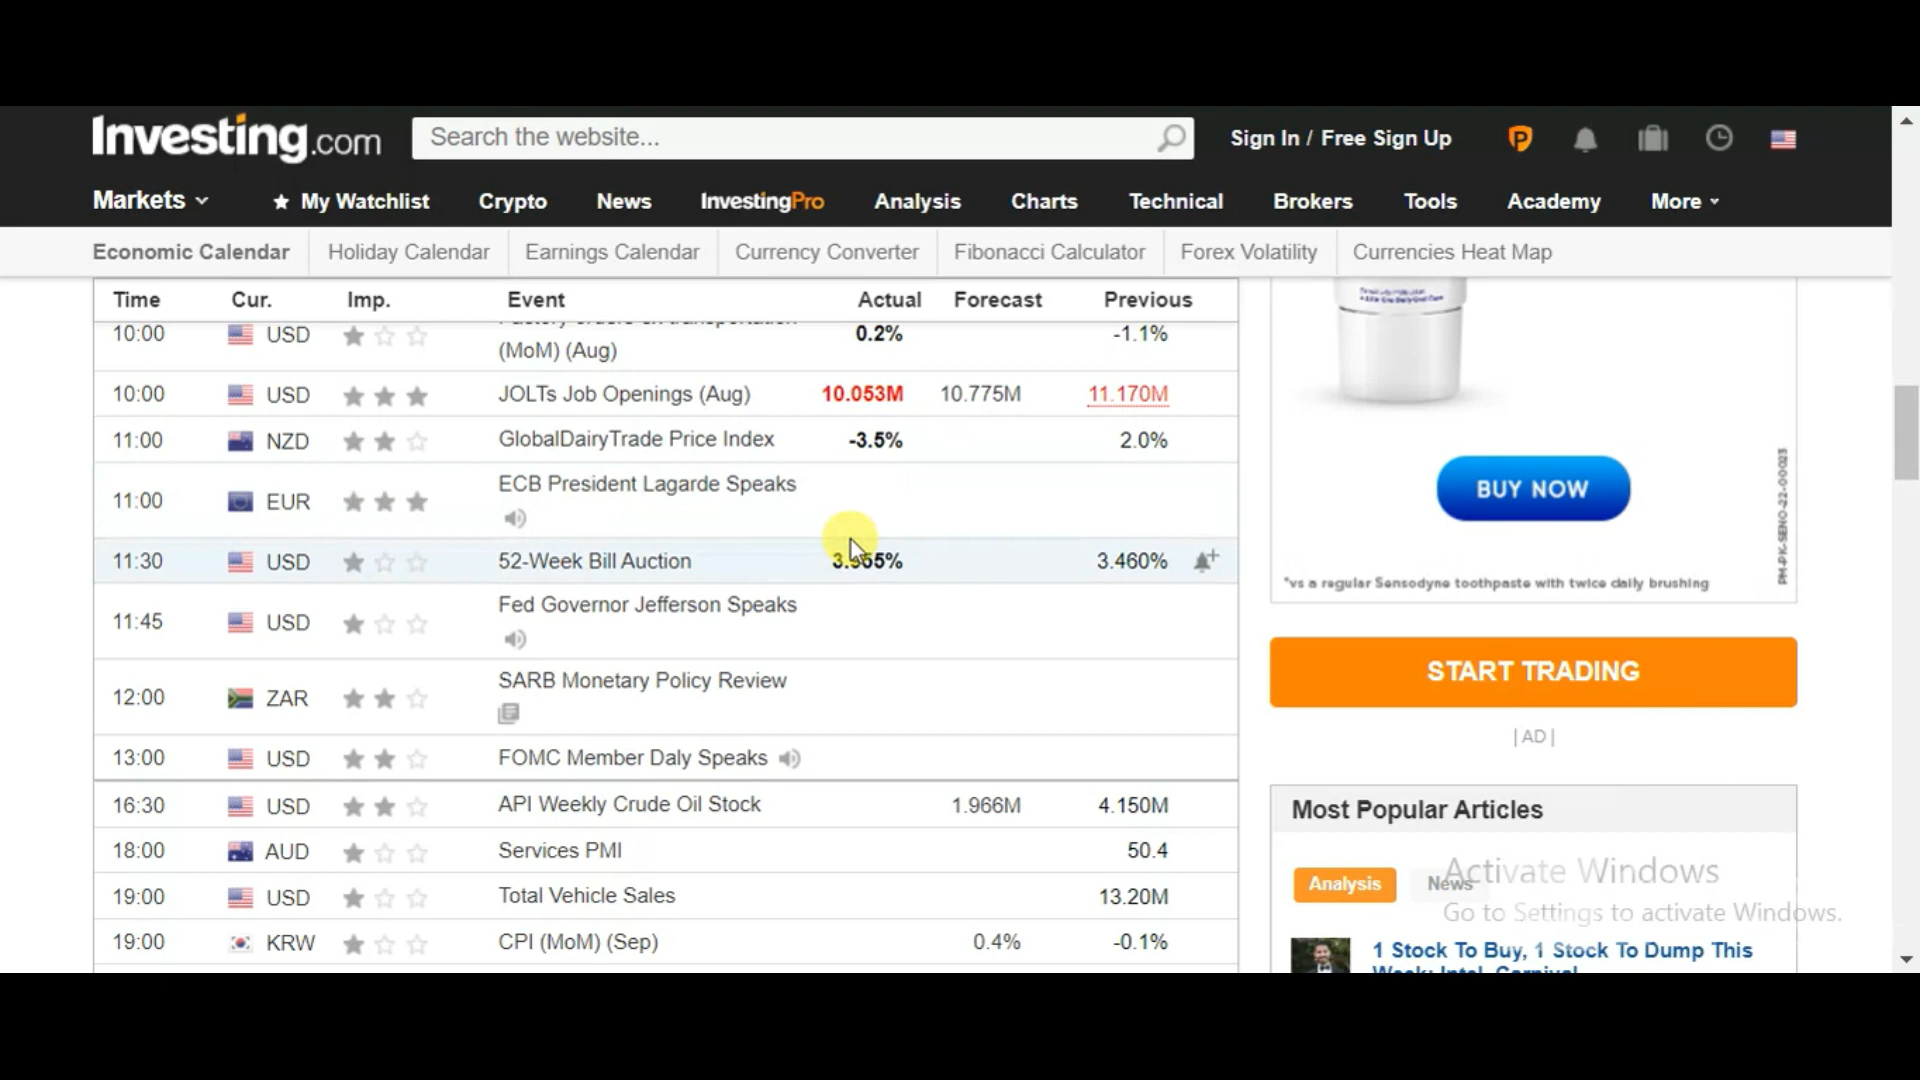 Investing.com
Search the website...
Sign In / Free Sign Up
P
Markets
My Watchlist
Crypto
News
InvestingPro
Analysis
Charts
Technical
Brokers
Tools
Academy
More
Economic Calendar
Holiday Calendar
Earnings Calendar
Currency Converter
Fibonacci Calculator
Forex Volatility
Currencies Heat Map
Time Cur. Imp. Event Actual Forecast Previous
10:00 USD 0.2% -1.1%
(MoM) (Aug)
10:00 USD JOLTs Job Openings (Aug) 10.053M 10.775M 11.170M
11:00 NZD GlobalDairyTrade Price Index -3.5% 2.0%
11:00 EUR ECB President Lagarde Speaks
11:30 USD 52-Week Bill Auction 3.460%
11:45 USD Fed Governor Jefferson Speaks
12:00 ZAR SARB Monetary Policy Review
13:00 USD FOMC Member Daly Speaks
16:30 USD API Weekly Crude Oil Stock 1.966M 4.150M
18:00 AUD Services PMI 50.4
19:00 USD Total Vehicle Sales 13.20M
19:00 KRW CPI (MoM) (Sep) 0.4% -0.1%
BUY NOW
PM-PK-SENO-22-00023
*vs a regular Sensodyne toothpaste with twice daily brushing
START TRADING
| AD |
Most Popular Articles
Analysis
News
Activate Windows
Go to Settings to activate Windows.
1 Stock To Buy, 1 Stock To Dump This